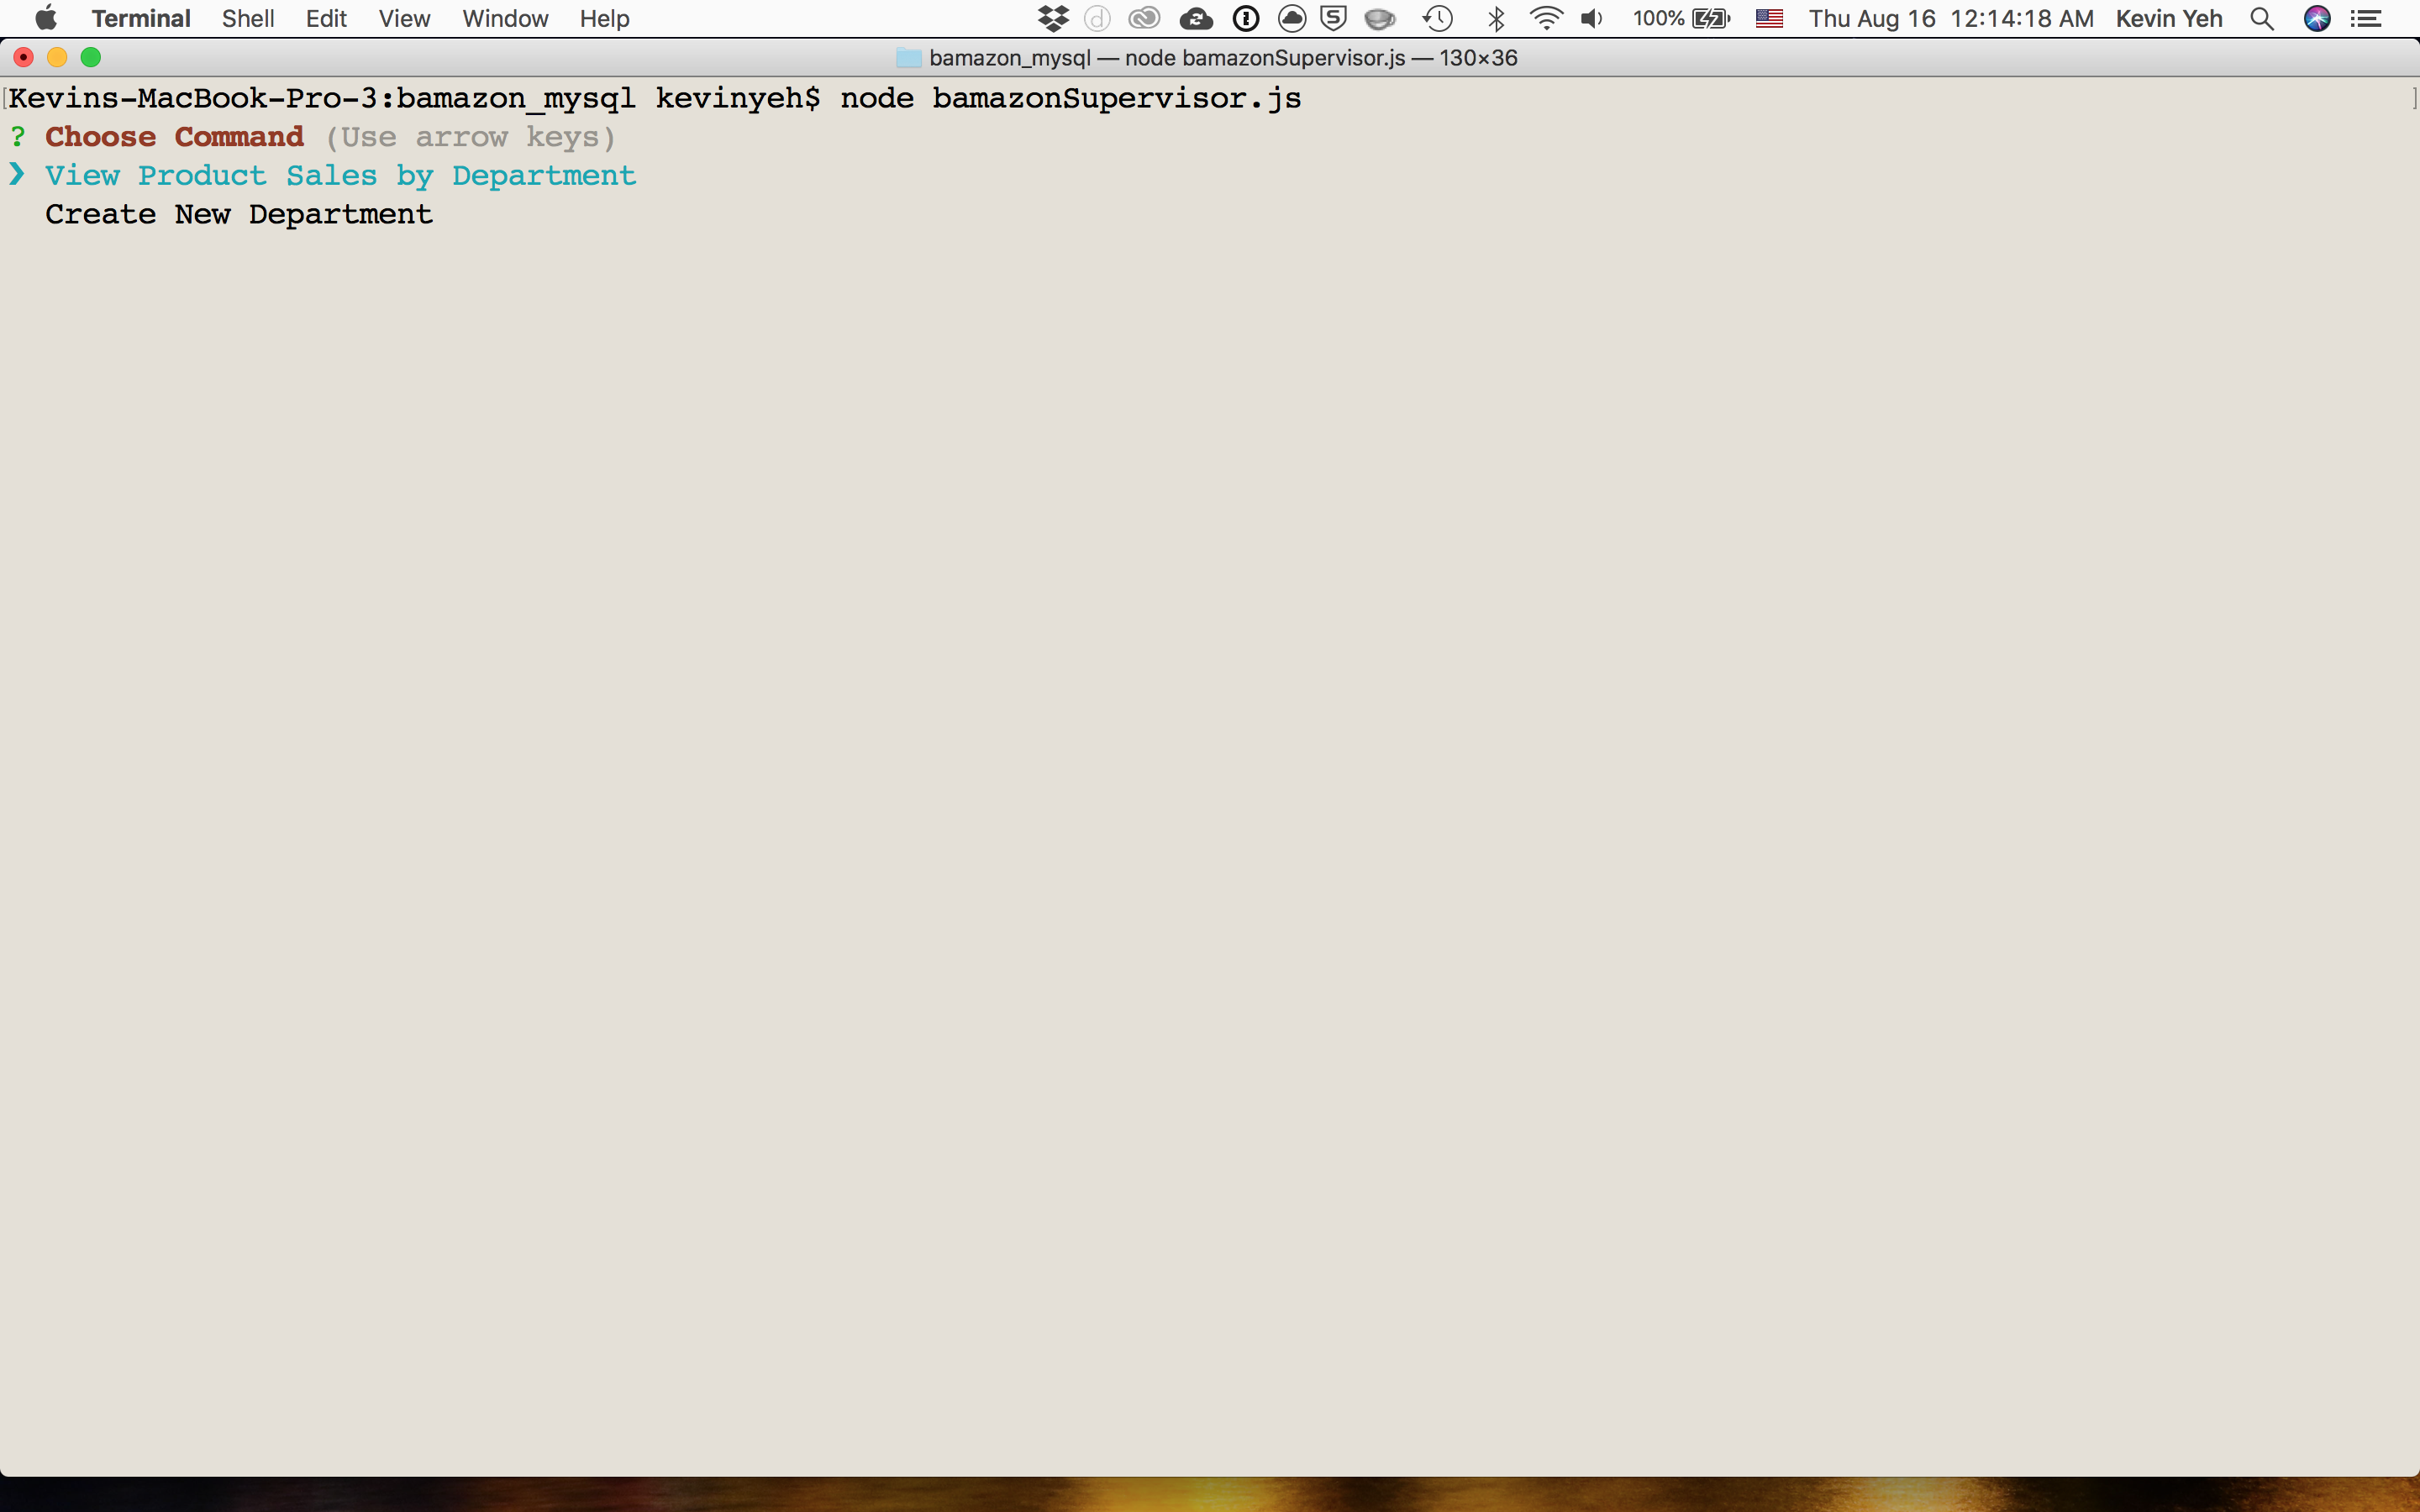 Terminal Shell Edit View Window Help 100% Thu Aug 16 12:14:18 AM Kevin Yeh
bamazon_mysql — node bamazonSupervisor.js — 130×36
[Kevins-MacBook-Pro-3:bamazon_mysql kevinyeh$ node bamazonSupervisor.js ]
? Choose Command (Use arrow keys)
❯ View Product Sales by Department
Create New Department